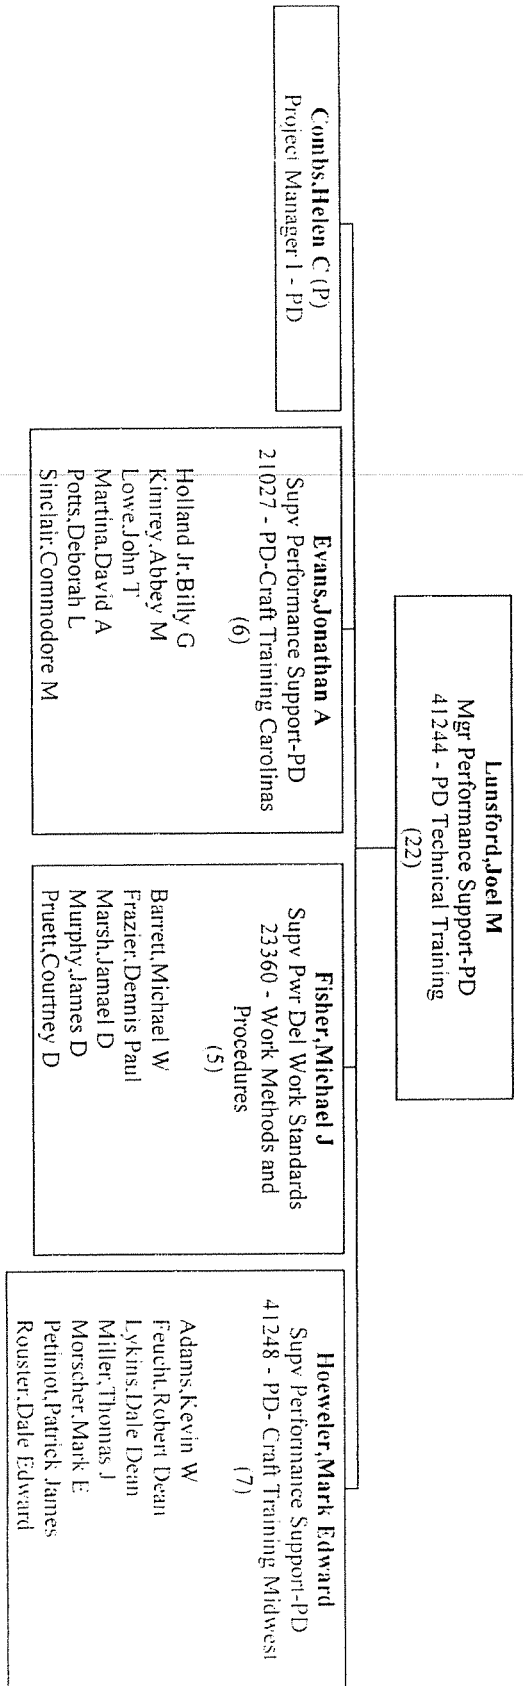 Lunsford,Joel M
Mgr Performance Support-PD
41244 - PD Technical Training
(22)
Combs,Helen C (P)
Project Manager I - PD
Evans,Jonathan A
Supv Performance Support-PD
21027 - PD-Craft Training Carolinas
(6)
Holland Jr,Billy G
Kimrey,Abbey M
Lowe,John T
Martina,David A
Potts,Deborah L
Sinclair,Commodore M
Fisher,Michael J
Supv Pwr Del Work Standards
23360 - Work Methods and
Procedures
(5)
Barrett,Michael W
Frazier,Dennis Paul
Marsh,Jamael D
Murphy,James D
Pruett,Courtney D
Hoeweler,Mark Edward
Supv Performance Support-PD
41248 - PD- Craft Training Midwest
(7)
Adams,Kevin W
Feucht,Robert Dean
Lykins,Dale Dean
Miller,Thomas J
Morscher,Mark E
Petiniot,Patrick James
Rouster,Dale Edward